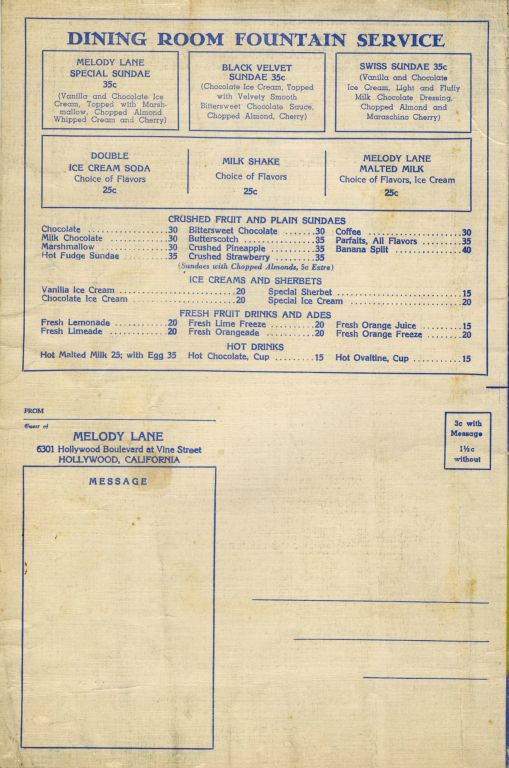 DINING ROOM FOUNTAIN SERVICE
MELODY LANE
SPECIAL SUNDAE
35c
(Vanilla and Chocolate Ice
Cream, Topped with Marsh-
mallow, Chopped Almond
Whipped Cream and Cherry)
BLACK VELVET
SUNDAE 35c
(Chocolate Ice Cream, Topped
with Velvety Smooth
Bittersweet Chocolate Sauce,
Chopped Almond, Cherry)
SWISS SUNDAE 35c
(Vanilla and Chocolate
Ice Cream, Light and Fluffy
Milk Chocolate Dressing,
Chopped Almond and
Maraschino Cherry)
DOUBLE
ICE CREAM SODA
Choice of Flavors
25c
MILK SHAKE
Choice of Flavors
25c
MELODY LANE
MALTED MILK
Choice of Flavors, Ice Cream
25c
CRUSHED FRUIT AND PLAIN SUNDAES
Chocolate .30
Milk Chocolate .30
Marshmallow .30
Hot Fudge Sundae .35
Bittersweet Chocolate .30
Butterscotch .35
Crushed Pineapple .35
Crushed Strawberry .35
Coffee .30
Parfaits, All Flavors .35
Banana Split .40
(Sundaes with Chopped Almonds, 5c Extra)
ICE CREAMS AND SHERBETS
Vanilla Ice Cream .20
Chocolate Ice Cream .20
Special Sherbet .15
Special Ice Cream .20
FRESH FRUIT DRINKS AND ADES
Fresh Lemonade .20
Fresh Limeade .20
Fresh Lime Freeze .20
Fresh Orangeade .20
Fresh Orange Juice .15
Fresh Orange Freeze .20
HOT DRINKS
Hot Malted Milk 25; with Egg 35
Hot Chocolate, Cup .15
Hot Ovaltine, Cup .15
FROM
Guest of
MELODY LANE
6301 Hollywood Boulevard at Vine Street
HOLLYWOOD, CALIFORNIA
MESSAGE
3c with
Message
1½c
without